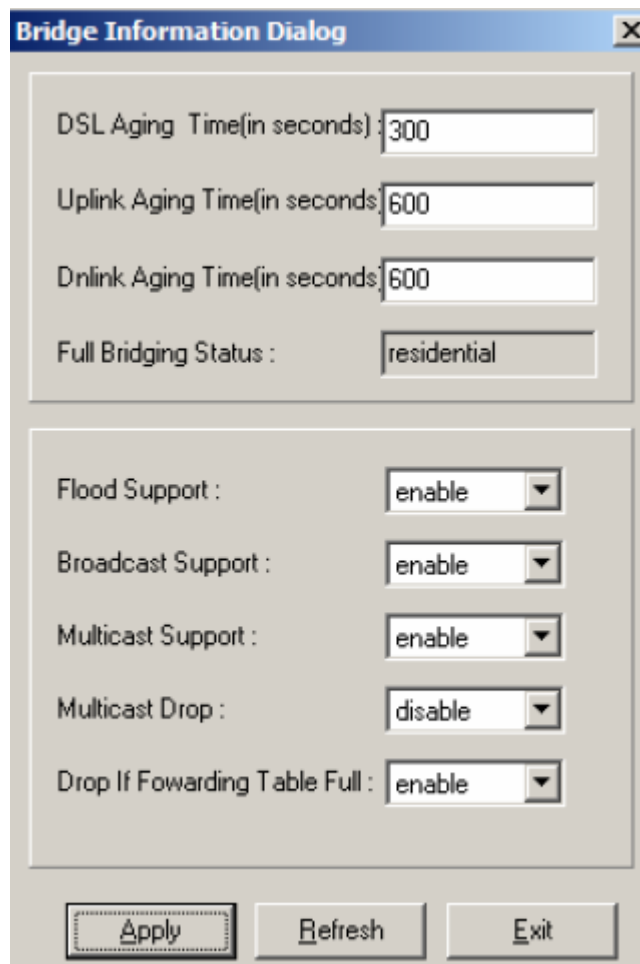 Bridge Information Dialog
DSL Aging Time(in seconds) : 300
Uplink Aging Time(in seconds) 600
Dnlink Aging Time(in seconds) 600
Full Bridging Status : residential
Flood Support : enable
Broadcast Support : enable
Multicast Support : enable
Multicast Drop : disable
Drop If Fowarding Table Full : enable
Apply Refresh Exit